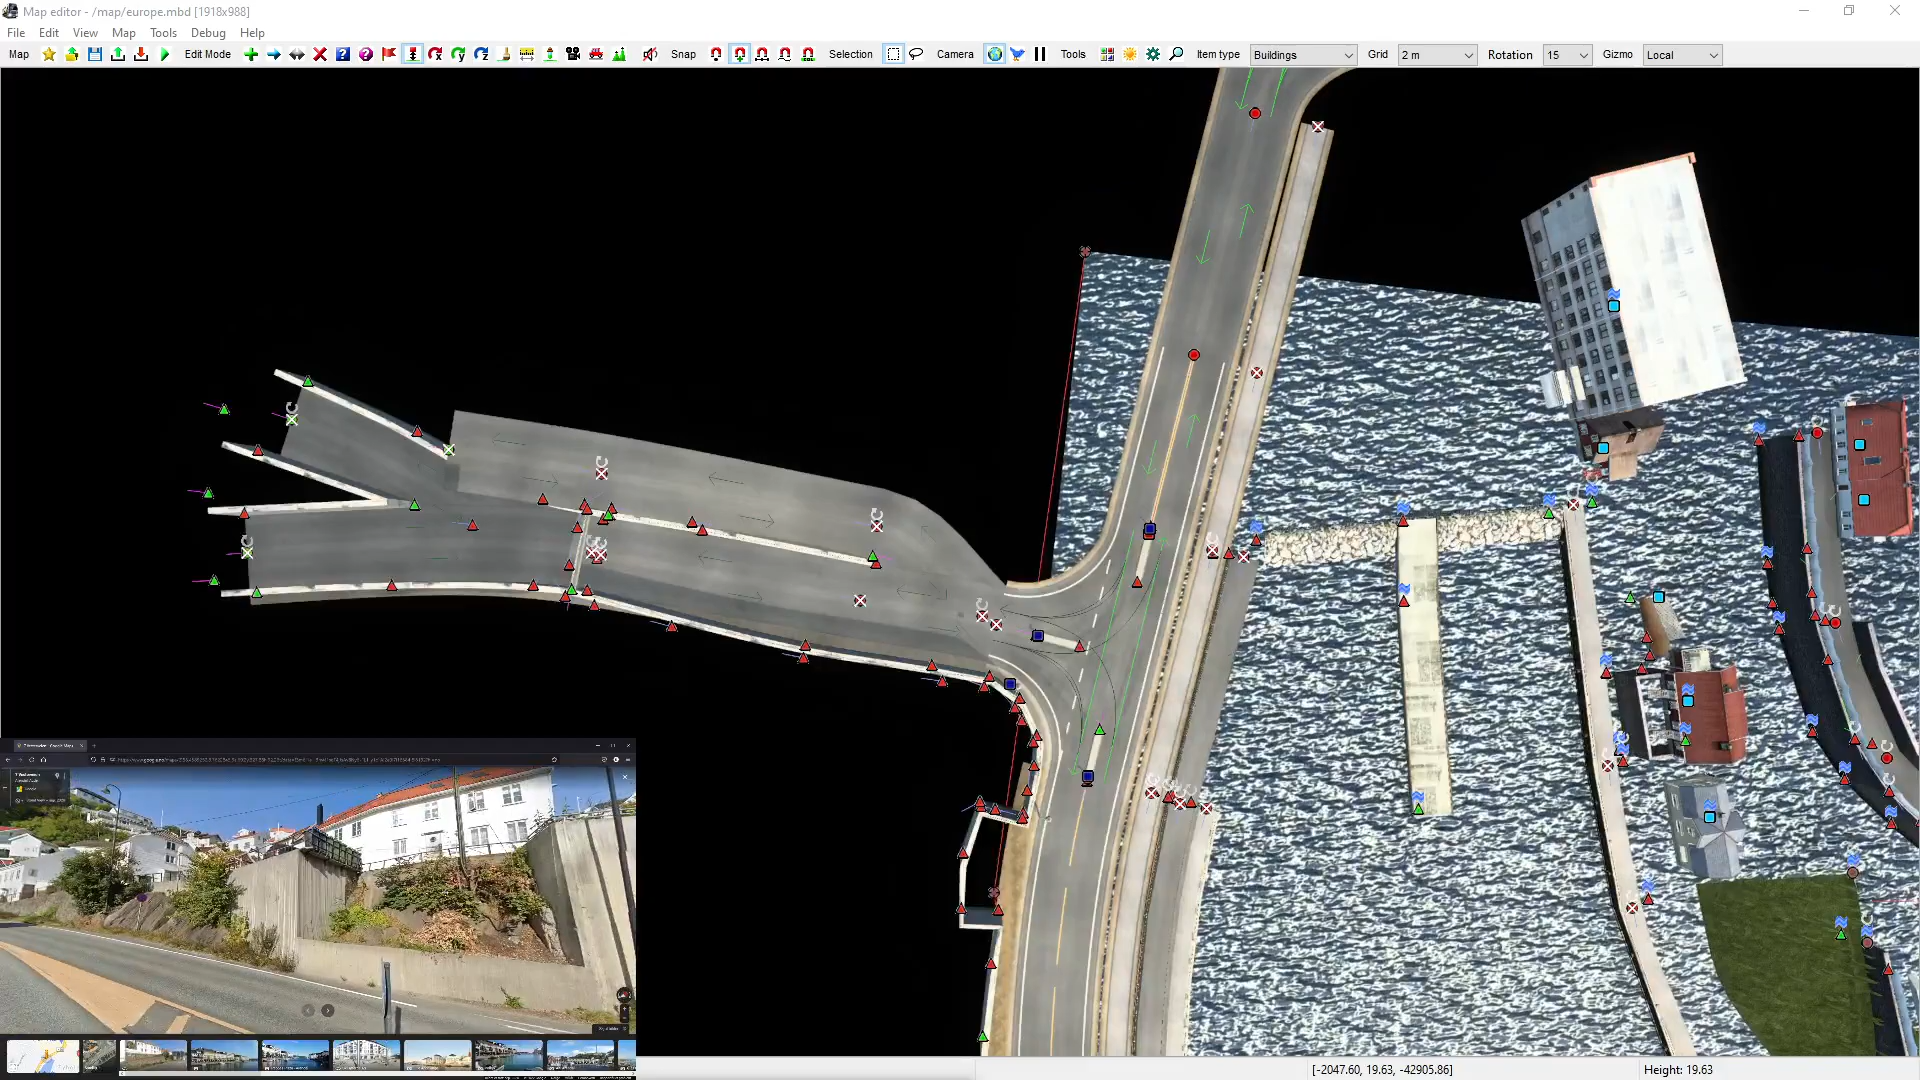 Map editor - /map/europe.mbd [1918x988]
File Edit View Map Tools Debug Help
Map Edit Mode Snap Selection Camera Tools Item type Buildings Grid 2 m Rotation 15 Gizmo Local
[-2047.60, 19.63, -42905.86] Height: 19.63